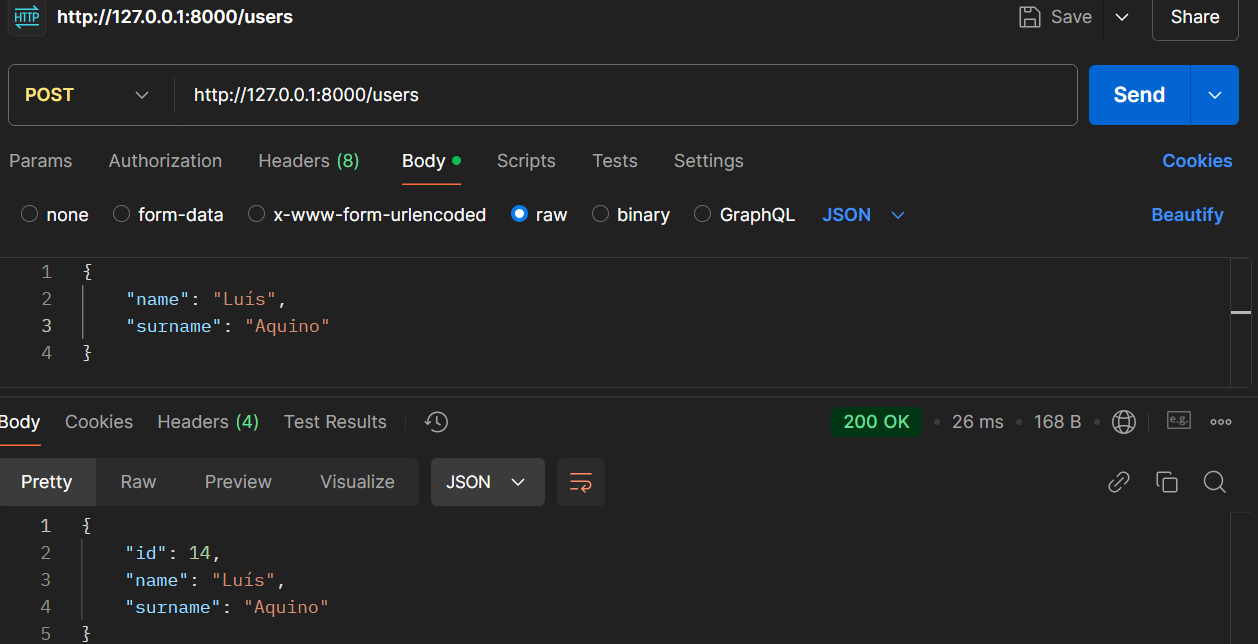 HTTP http://127.0.0.1:8000/users Save Share
POST http://127.0.0.1:8000/users Send
Params Authorization Headers (8) Body Scripts Tests Settings Cookies
none form-data x-www-form-urlencoded raw binary GraphQL JSON Beautify
1 {
2 "name": "Luís",
3 "surname": "Aquino"
4 }
Body Cookies Headers (4) Test Results 200 OK • 26 ms • 168 B • e.g.
Pretty Raw Preview Visualize JSON
1 {
2 "id": 14,
3 "name": "Luís",
4 "surname": "Aquino"
5 }